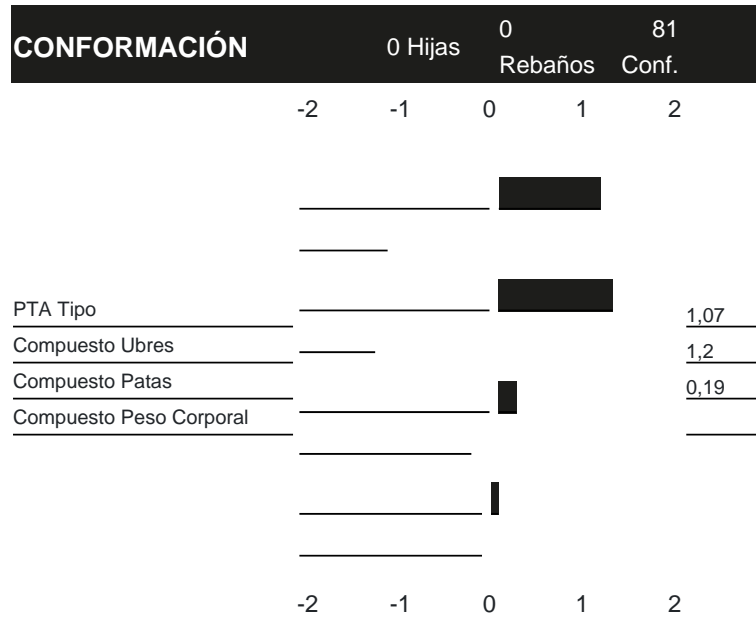 CONFORMACIÓN 0 Hijas 0 Rebaños 81 Conf.
-2 -1 0 1 2
PTA Tipo 1,07
Compuesto Ubres 1,2
Compuesto Patas 0,19
Compuesto Peso Corporal
-2 -1 0 1 2